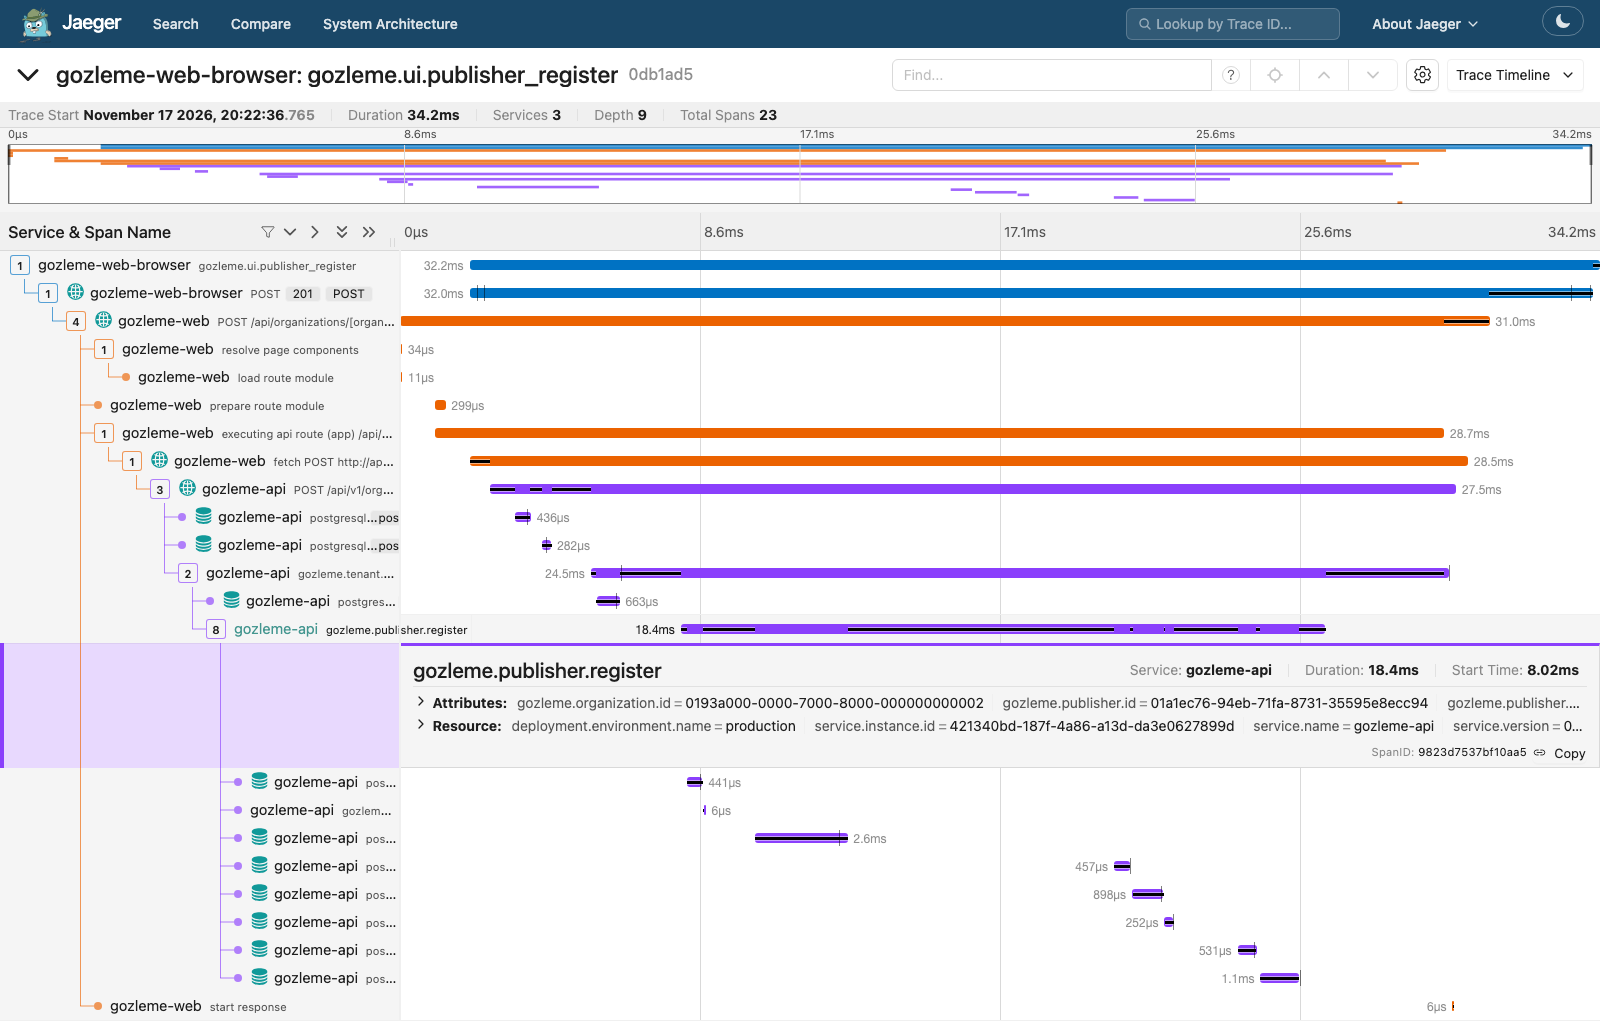 Jaeger Search Compare System Architecture Lookup by Trace ID... About Jaeger
gozleme-web-browser: gozleme.ui.publisher_register 0db1ad5 Find... ? Trace Timeline
Trace Start November 17 2026, 20:22:36.765 Duration 34.2ms Services 3 Depth 9 Total Spans 23
0μs 8.6ms 17.1ms 25.6ms 34.2ms
Service & Span Name 0μs 8.6ms 17.1ms 25.6ms 34.2ms
1 gozleme-web-browser gozleme.ui.publisher_register 32.2ms
1 gozleme-web-browser POST 201 POST 32.0ms
4 gozleme-web POST /api/organizations/[organ... 31.0ms
1 gozleme-web resolve page components 34μs
gozleme-web load route module 11μs
gozleme-web prepare route module 299μs
1 gozleme-web executing api route (app) /api/... 28.7ms
1 gozleme-web fetch POST http://ap... 28.5ms
3 gozleme-api POST /api/v1/org... 27.5ms
gozleme-api postgresql...pos 436μs
gozleme-api postgresql...pos 282μs
2 gozleme-api gozleme.tenant.... 24.5ms
gozleme-api postgres... 663μs
8 gozleme-api gozleme.publisher.register 18.4ms
gozleme.publisher.register Service: gozleme-api Duration: 18.4ms Start Time: 8.02ms
Attributes: gozleme.organization.id = 0193a000-0000-7000-8000-000000000002 gozleme.publisher.id = 01a1ec76-94eb-71fa-8731-35595e8ecc94 gozleme.publisher....
Resource: deployment.environment.name = production service.instance.id = 421340bd-187f-4a86-a13d-da3e0627899d service.name = gozleme-api service.version = 0...
SpanID: 9823d7537bf10aa5 Copy
gozleme-api pos... 441μs
gozleme-api gozlem... 6μs
gozleme-api pos... 2.6ms
gozleme-api pos... 457μs
gozleme-api pos... 898μs
gozleme-api pos... 252μs
gozleme-api pos... 531μs
gozleme-api pos... 1.1ms
gozleme-web start response 6μs